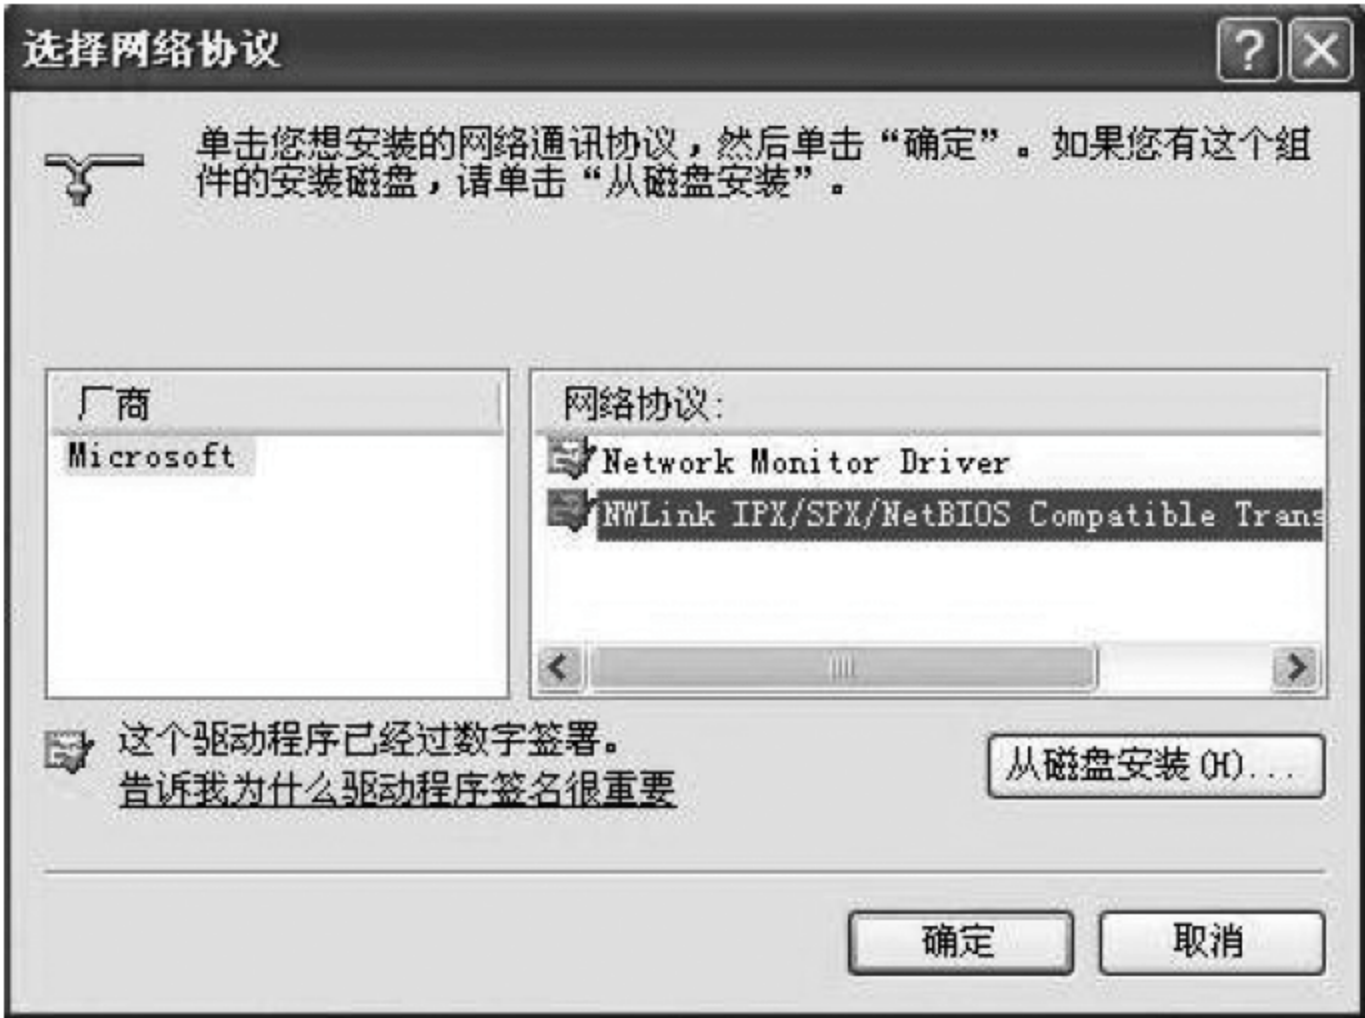 选择网络协议
单击您想安装的网络通讯协议，然后单击“确定”。如果您有这个组
件的安装磁盘，请单击“从磁盘安装”。
厂商
Microsoft
网络协议:
Network Monitor Driver
NWLink IPX/SPX/NetBIOS Compatible Trans
这个驱动程序已经过数字签署。
告诉我为什么驱动程序签名很重要
从磁盘安装(H)...
确定
取消